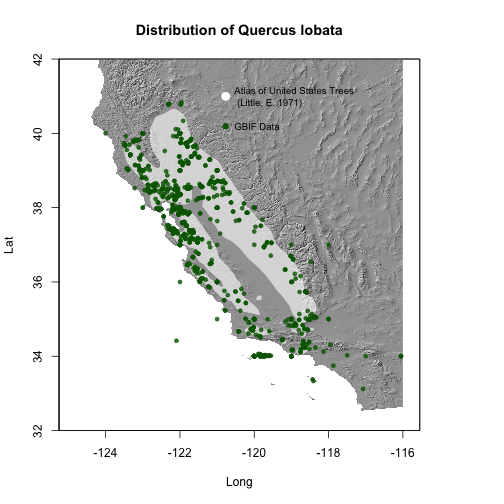 Distribution of Quercus lobata
Atlas of United States Trees
(Little, E. 1971)
GBIF Data
Lat
42
40
38
36
34
32
-124
-122
-120
-118
-116
Long